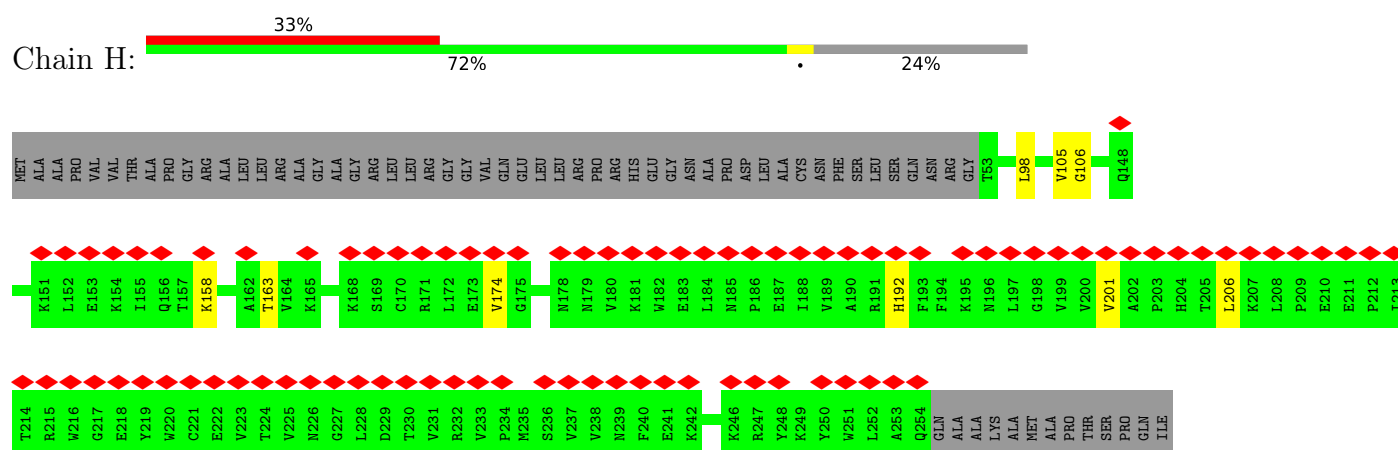 33%
Chain H:
72% • 24%
MET ALA ALA PRO VAL VAL THR ALA PRO GLY ARG ALA LEU LEU ARG ALA GLY ALA GLY ARG LEU LEU ARG GLY GLY VAL GLN GLU LEU LEU ARG PRO ARG HIS GLU GLY ASN ALA PRO ASP LEU ALA CYS ASN PHE SER LEU SER GLN ASN ARG GLY T53 L98 V105 G106 Q148
K151 L152 E153 K154 I155 Q156 T157 K158 A162 T163 V164 K165 K168 S169 C170 R171 L172 E173 V174 G175 N178 N179 V180 K181 W182 E183 L184 N185 P186 E187 I188 V189 A190 R191 H192 F193 F194 K195 N196 L197 G198 V199 V200 V201 A202 P203 H204 T205 L206 K207 L208 P209 E210 E211 P212
T214 R215 W216 G217 E218 Y219 W220 C221 E222 V223 T224 V225 N226 G227 L228 D229 T230 V231 R232 V233 P234 M235 S236 V237 V238 N239 F240 E241 K242 K246 R247 Y248 K249 Y250 W251 L252 A253 Q254 GLN ALA ALA LYS ALA MET ALA PRO THR SER PRO GLN ILE